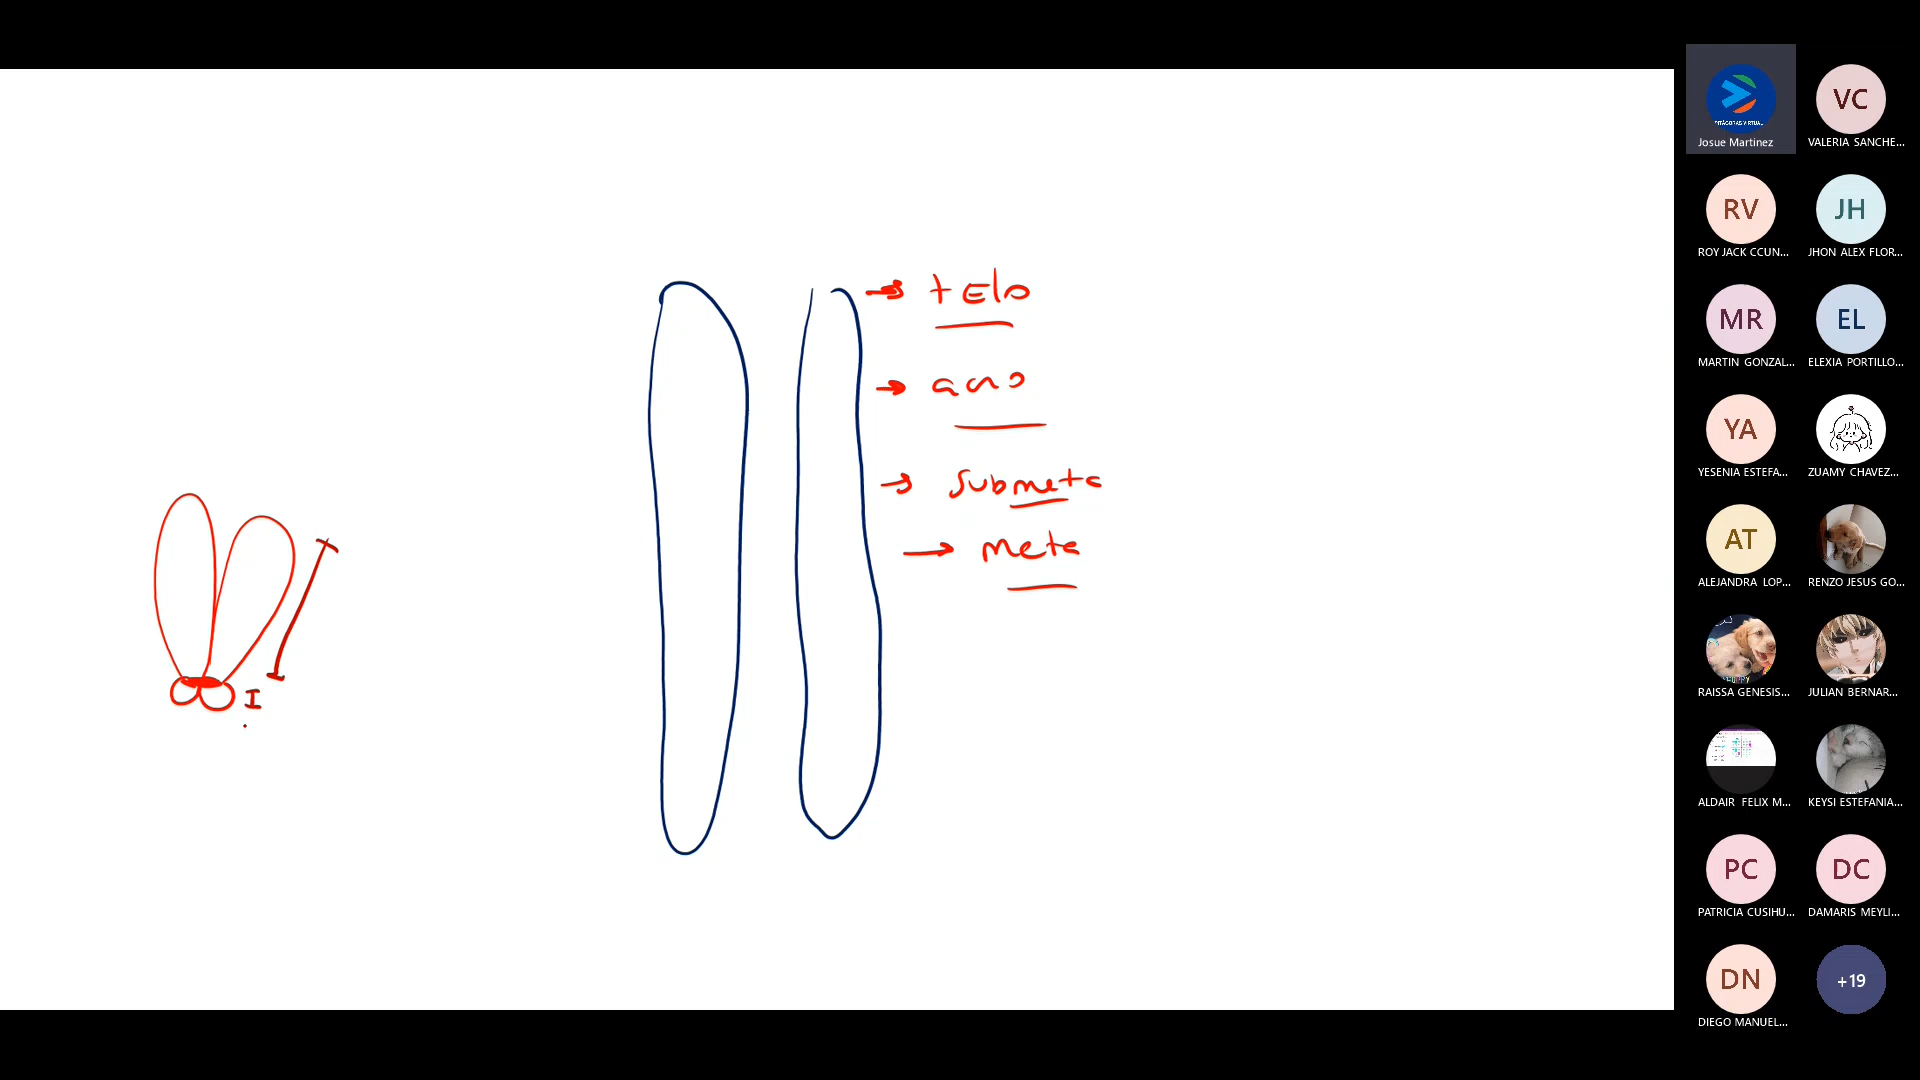 telo
acro
submeta
meta
I
PITÁGORAS VIRTUAL
Josue Martinez
VC
VALERIA SANCHE...
RV
ROY JACK CCUN...
JH
JHON ALEX FLOR...
MR
MARTIN GONZAL...
EL
ELEXIA PORTILLO...
YA
YESENIA ESTEFA...
ZUAMY CHAVEZ...
AT
ALEJANDRA LOP...
RENZO JESUS GO...
RAISSA GENESIS...
JULIAN BERNAR...
ALDAIR FELIX M...
KEYSI ESTEFANIA...
PC
PATRICIA CUSIHU...
DC
DAMARIS MEYLI...
DN
DIEGO MANUEL...
+19